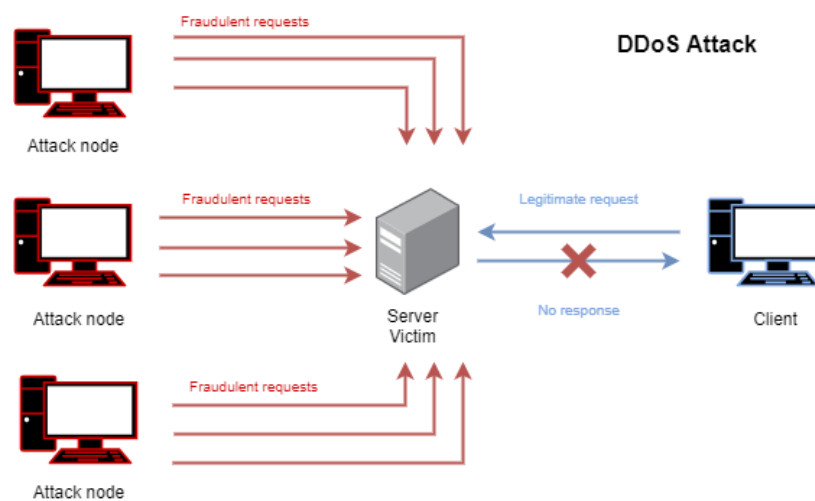 Fraudulent requests
DDoS Attack
Attack node
Fraudulent requests
Legitimate request
Attack node
Server
Victim
No response
Client
Fraudulent requests
Attack node